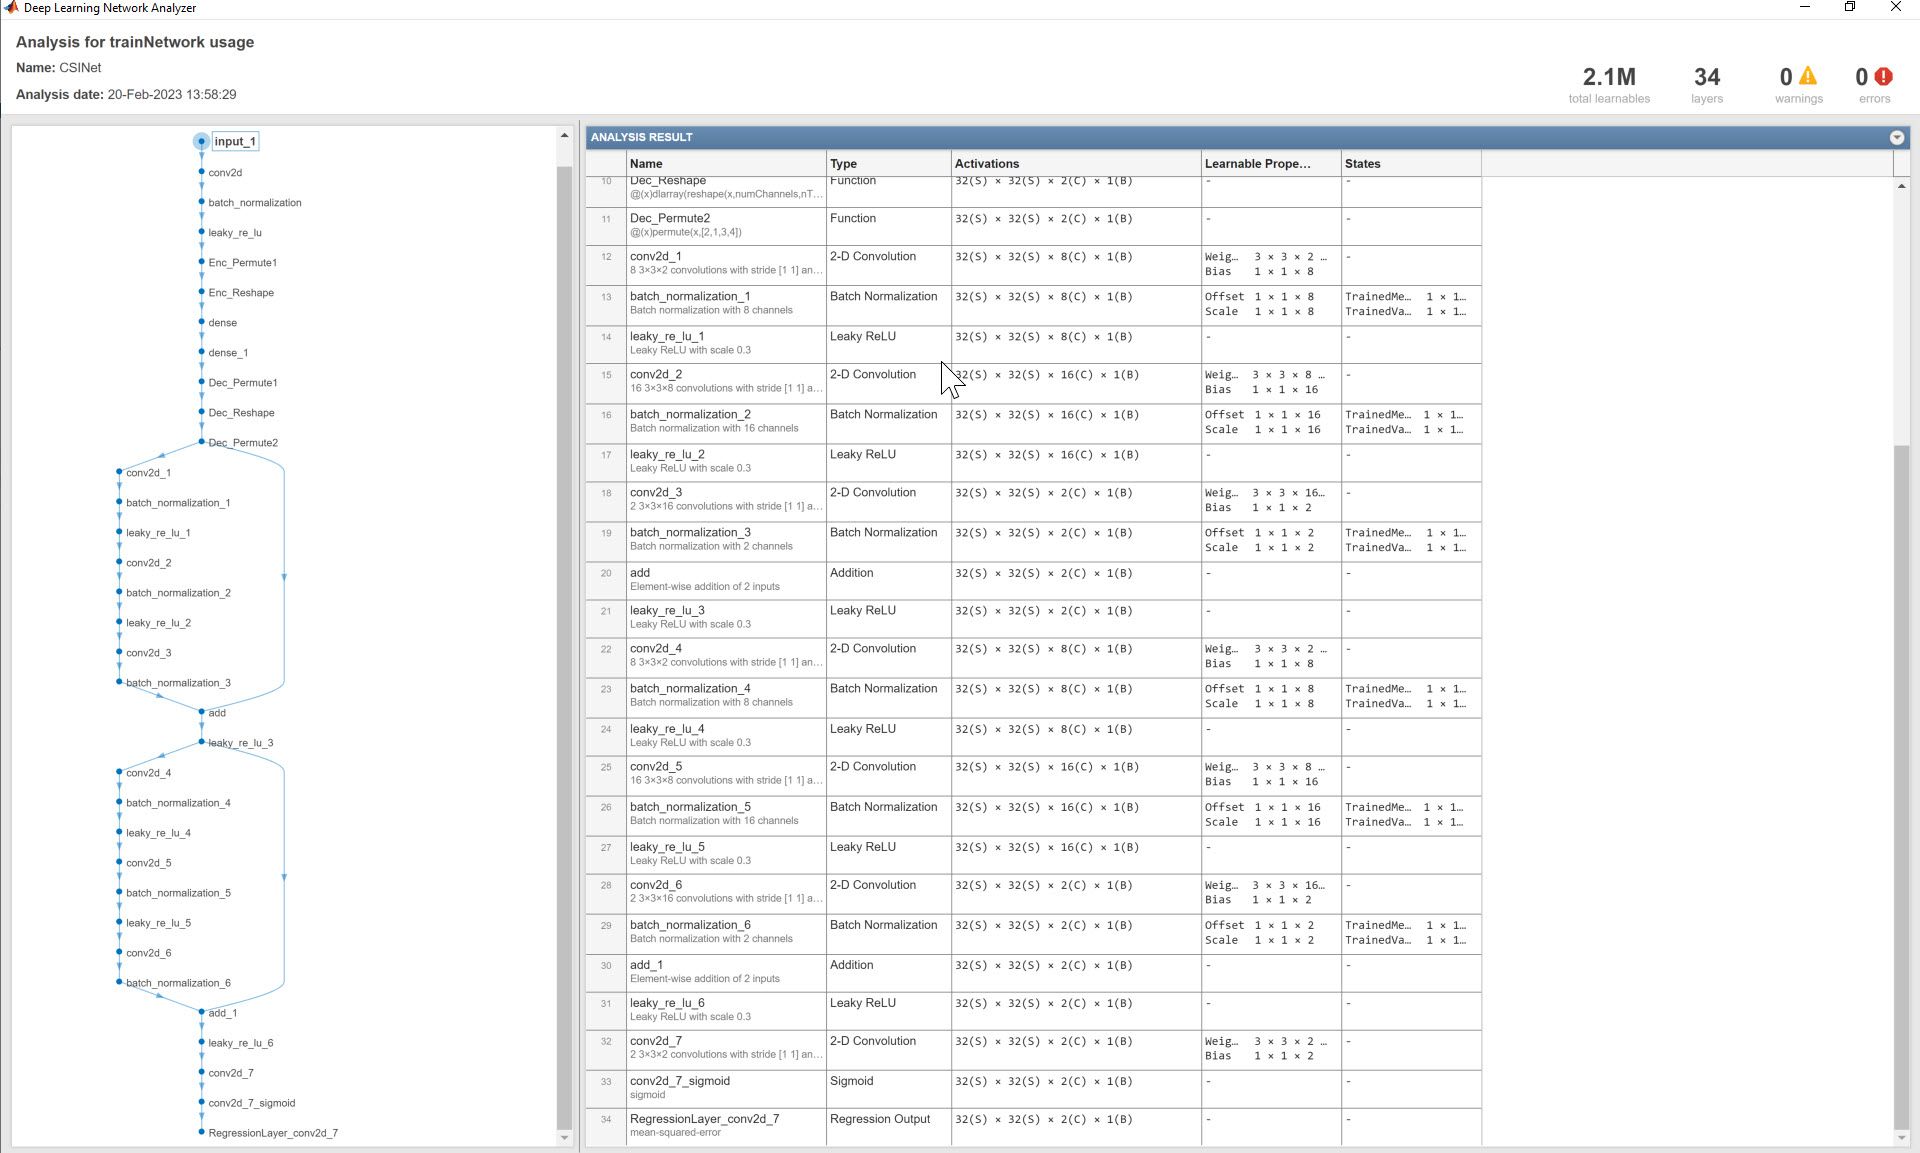 Deep Learning Network Analyzer
Analysis for trainNetwork usage
Name: CSINet
Analysis date: 20-Feb-2023 13:58:29
2.1M
total learnables
34
layers
0
warnings
0
errors
input_1
conv2d
batch_normalization
leaky_re_lu
Enc_Permute1
Enc_Reshape
dense
dense_1
Dec_Permute1
Dec_Reshape
Dec_Permute2
conv2d_1
batch_normalization_1
leaky_re_lu_1
conv2d_2
batch_normalization_2
leaky_re_lu_2
conv2d_3
batch_normalization_3
add
leaky_re_lu_3
conv2d_4
batch_normalization_4
leaky_re_lu_4
conv2d_5
batch_normalization_5
leaky_re_lu_5
conv2d_6
batch_normalization_6
add_1
leaky_re_lu_6
conv2d_7
conv2d_7_sigmoid
RegressionLayer_conv2d_7
ANALYSIS RESULT
Name Type Activations Learnable Prope... States
10 Dec_Reshape Function 32(S) × 32(S) × 2(C) × 1(B) - -
@(x)dlarray(reshape(x,numChannels,nT...
11 Dec_Permute2 Function 32(S) × 32(S) × 2(C) × 1(B) - -
@(x)permute(x,[2,1,3,4])
12 conv2d_1 2-D Convolution 32(S) × 32(S) × 8(C) × 1(B) Weig... 3 × 3 × 2 ... -
8 3×3×2 convolutions with stride [1 1] an... Bias 1 × 1 × 8
13 batch_normalization_1 Batch Normalization 32(S) × 32(S) × 8(C) × 1(B) Offset 1 × 1 × 8 TrainedMe... 1 × 1...
Batch normalization with 8 channels Scale 1 × 1 × 8 TrainedVa... 1 × 1...
14 leaky_re_lu_1 Leaky ReLU 32(S) × 32(S) × 8(C) × 1(B) - -
Leaky ReLU with scale 0.3
15 conv2d_2 2-D Convolution 32(S) × 32(S) × 16(C) × 1(B) Weig... 3 × 3 × 8 ... -
16 3×3×8 convolutions with stride [1 1] a... Bias 1 × 1 × 16
16 batch_normalization_2 Batch Normalization 32(S) × 32(S) × 16(C) × 1(B) Offset 1 × 1 × 16 TrainedMe... 1 × 1...
Batch normalization with 16 channels Scale 1 × 1 × 16 TrainedVa... 1 × 1...
17 leaky_re_lu_2 Leaky ReLU 32(S) × 32(S) × 16(C) × 1(B) - -
Leaky ReLU with scale 0.3
18 conv2d_3 2-D Convolution 32(S) × 32(S) × 2(C) × 1(B) Weig... 3 × 3 × 16... -
2 3×3×16 convolutions with stride [1 1] a... Bias 1 × 1 × 2
19 batch_normalization_3 Batch Normalization 32(S) × 32(S) × 2(C) × 1(B) Offset 1 × 1 × 2 TrainedMe... 1 × 1...
Batch normalization with 2 channels Scale 1 × 1 × 2 TrainedVa... 1 × 1...
20 add Addition 32(S) × 32(S) × 2(C) × 1(B) - -
Element-wise addition of 2 inputs
21 leaky_re_lu_3 Leaky ReLU 32(S) × 32(S) × 2(C) × 1(B) - -
Leaky ReLU with scale 0.3
22 conv2d_4 2-D Convolution 32(S) × 32(S) × 8(C) × 1(B) Weig... 3 × 3 × 2 ... -
8 3×3×2 convolutions with stride [1 1] an... Bias 1 × 1 × 8
23 batch_normalization_4 Batch Normalization 32(S) × 32(S) × 8(C) × 1(B) Offset 1 × 1 × 8 TrainedMe... 1 × 1...
Batch normalization with 8 channels Scale 1 × 1 × 8 TrainedVa... 1 × 1...
24 leaky_re_lu_4 Leaky ReLU 32(S) × 32(S) × 8(C) × 1(B) - -
Leaky ReLU with scale 0.3
25 conv2d_5 2-D Convolution 32(S) × 32(S) × 16(C) × 1(B) Weig... 3 × 3 × 8 ... -
16 3×3×8 convolutions with stride [1 1] a... Bias 1 × 1 × 16
26 batch_normalization_5 Batch Normalization 32(S) × 32(S) × 16(C) × 1(B) Offset 1 × 1 × 16 TrainedMe... 1 × 1...
Batch normalization with 16 channels Scale 1 × 1 × 16 TrainedVa... 1 × 1...
27 leaky_re_lu_5 Leaky ReLU 32(S) × 32(S) × 16(C) × 1(B) - -
Leaky ReLU with scale 0.3
28 conv2d_6 2-D Convolution 32(S) × 32(S) × 2(C) × 1(B) Weig... 3 × 3 × 16... -
2 3×3×16 convolutions with stride [1 1] a... Bias 1 × 1 × 2
29 batch_normalization_6 Batch Normalization 32(S) × 32(S) × 2(C) × 1(B) Offset 1 × 1 × 2 TrainedMe... 1 × 1...
Batch normalization with 2 channels Scale 1 × 1 × 2 TrainedVa... 1 × 1...
30 add_1 Addition 32(S) × 32(S) × 2(C) × 1(B) - -
Element-wise addition of 2 inputs
31 leaky_re_lu_6 Leaky ReLU 32(S) × 32(S) × 2(C) × 1(B) - -
Leaky ReLU with scale 0.3
32 conv2d_7 2-D Convolution 32(S) × 32(S) × 2(C) × 1(B) Weig... 3 × 3 × 2 ... -
2 3×3×2 convolutions with stride [1 1] an... Bias 1 × 1 × 2
33 conv2d_7_sigmoid Sigmoid 32(S) × 32(S) × 2(C) × 1(B) - -
sigmoid
34 RegressionLayer_conv2d_7 Regression Output 32(S) × 32(S) × 2(C) × 1(B) - -
mean-squared-error